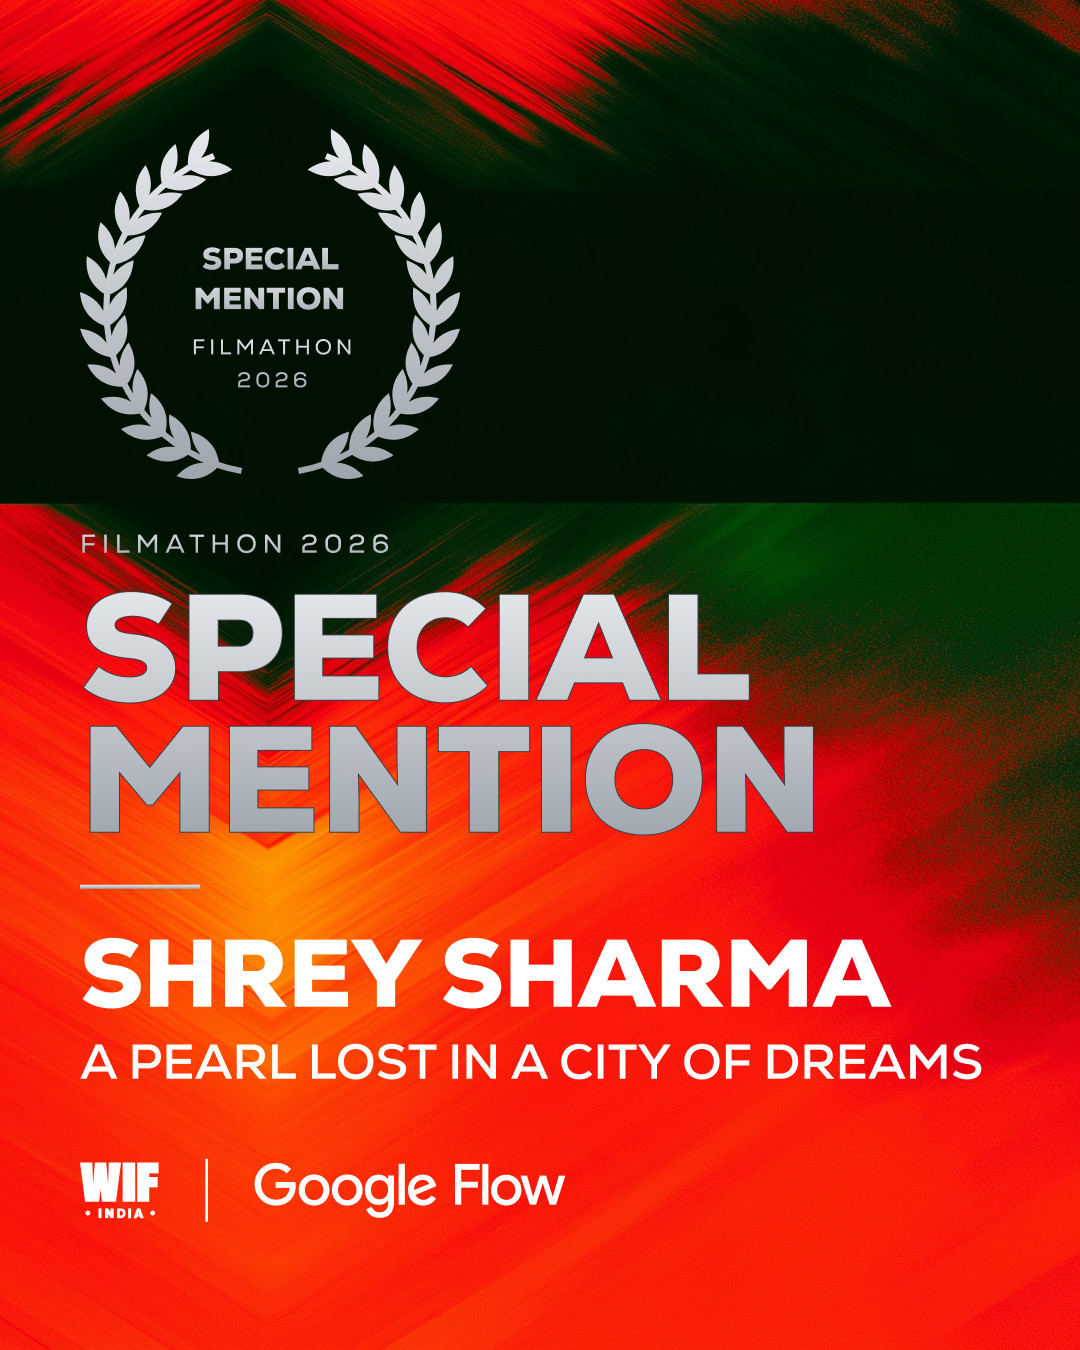 SPECIAL
MENTION
FILMATHON
2026
FILMATHON 2026
SPECIAL
MENTION
SHREY SHARMA
A PEARL LOST IN A CITY OF DREAMS
WIF
• INDIA •
Google Flow